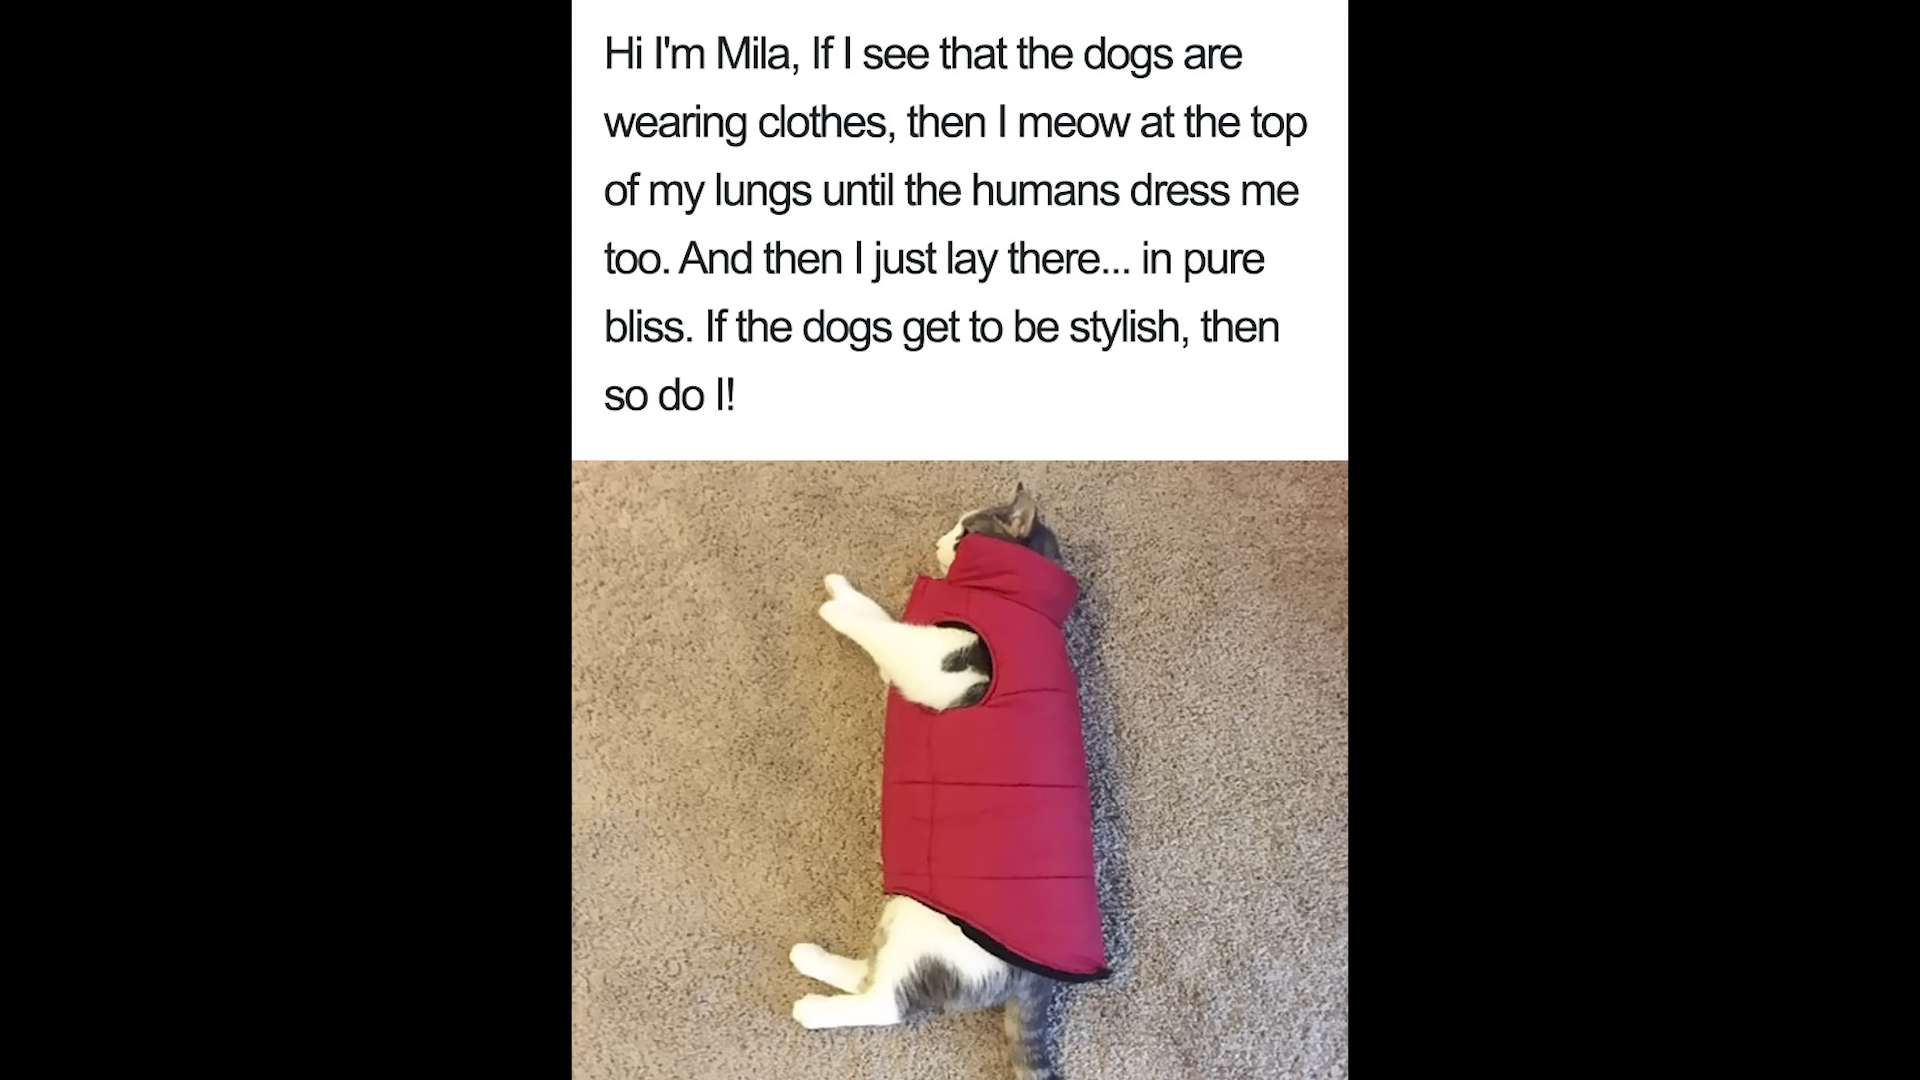 Hi I'm Mila, If I see that the dogs are
wearing clothes, then I meow at the top
of my lungs until the humans dress me
too. And then I just lay there... in pure
bliss. If the dogs get to be stylish, then
so do I!